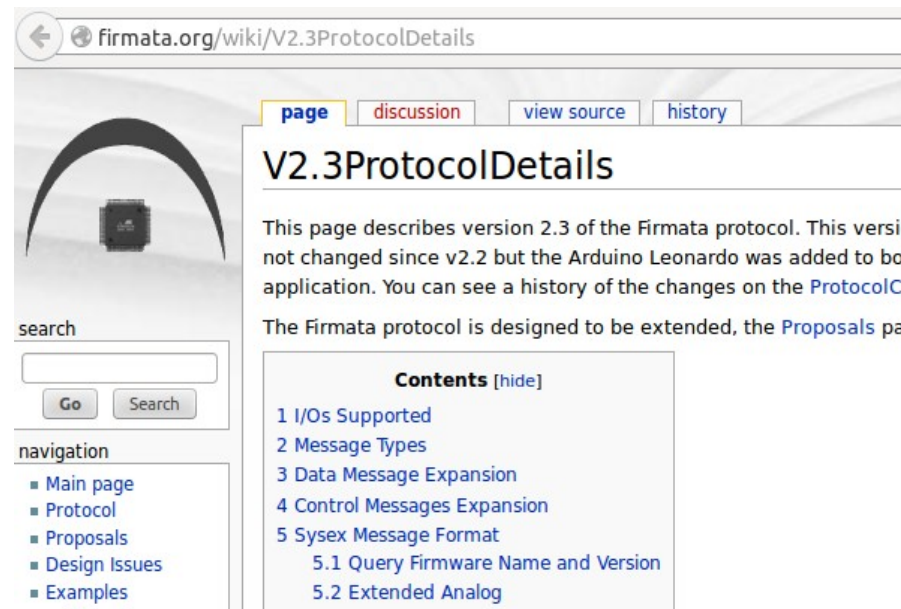 firmata.org/wiki/V2.3ProtocolDetails
page discussion view source history
V2.3ProtocolDetails
This page describes version 2.3 of the Firmata protocol. This versi
not changed since v2.2 but the Arduino Leonardo was added to bo
application. You can see a history of the changes on the ProtocolC
The Firmata protocol is designed to be extended, the Proposals pa
search
Go Search
navigation
Main page
Protocol
Proposals
Design Issues
Examples
Contents [hide]
1 I/Os Supported
2 Message Types
3 Data Message Expansion
4 Control Messages Expansion
5 Sysex Message Format
5.1 Query Firmware Name and Version
5.2 Extended Analog